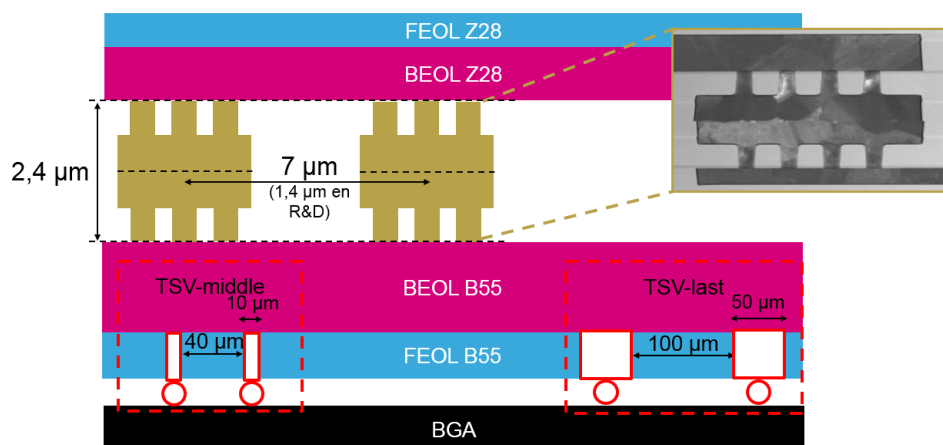 FEOL Z28
BEOL Z28
2,4 µm
7 µm
(1,4 µm en
R&D)
TSV-middle
BEOL B55
TSV-last
10 µm
50 µm
40 µm
FEOL B55
100 µm
BGA